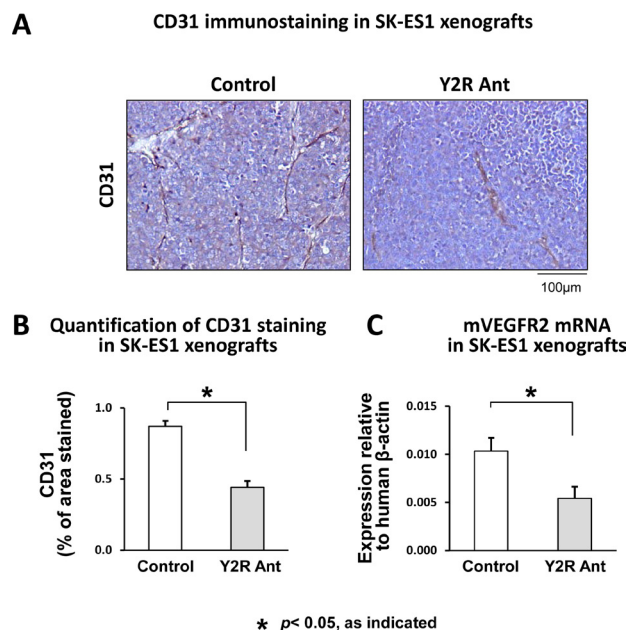 A
CD31 immunostaining in SK-ES1 xenografts
Control
Y2R Ant
CD31
100μm
B
Quantification of CD31 staining
in SK-ES1 xenografts
CD31
(% of area stained)
1.0
0.5
0.0
*
Control
Y2R Ant
C
mVEGFR2 mRNA
in SK-ES1 xenografts
Expression relative
to human β-actin
0.015
0.010
0.005
0.000
*
Control
Y2R Ant
* p< 0.05, as indicated